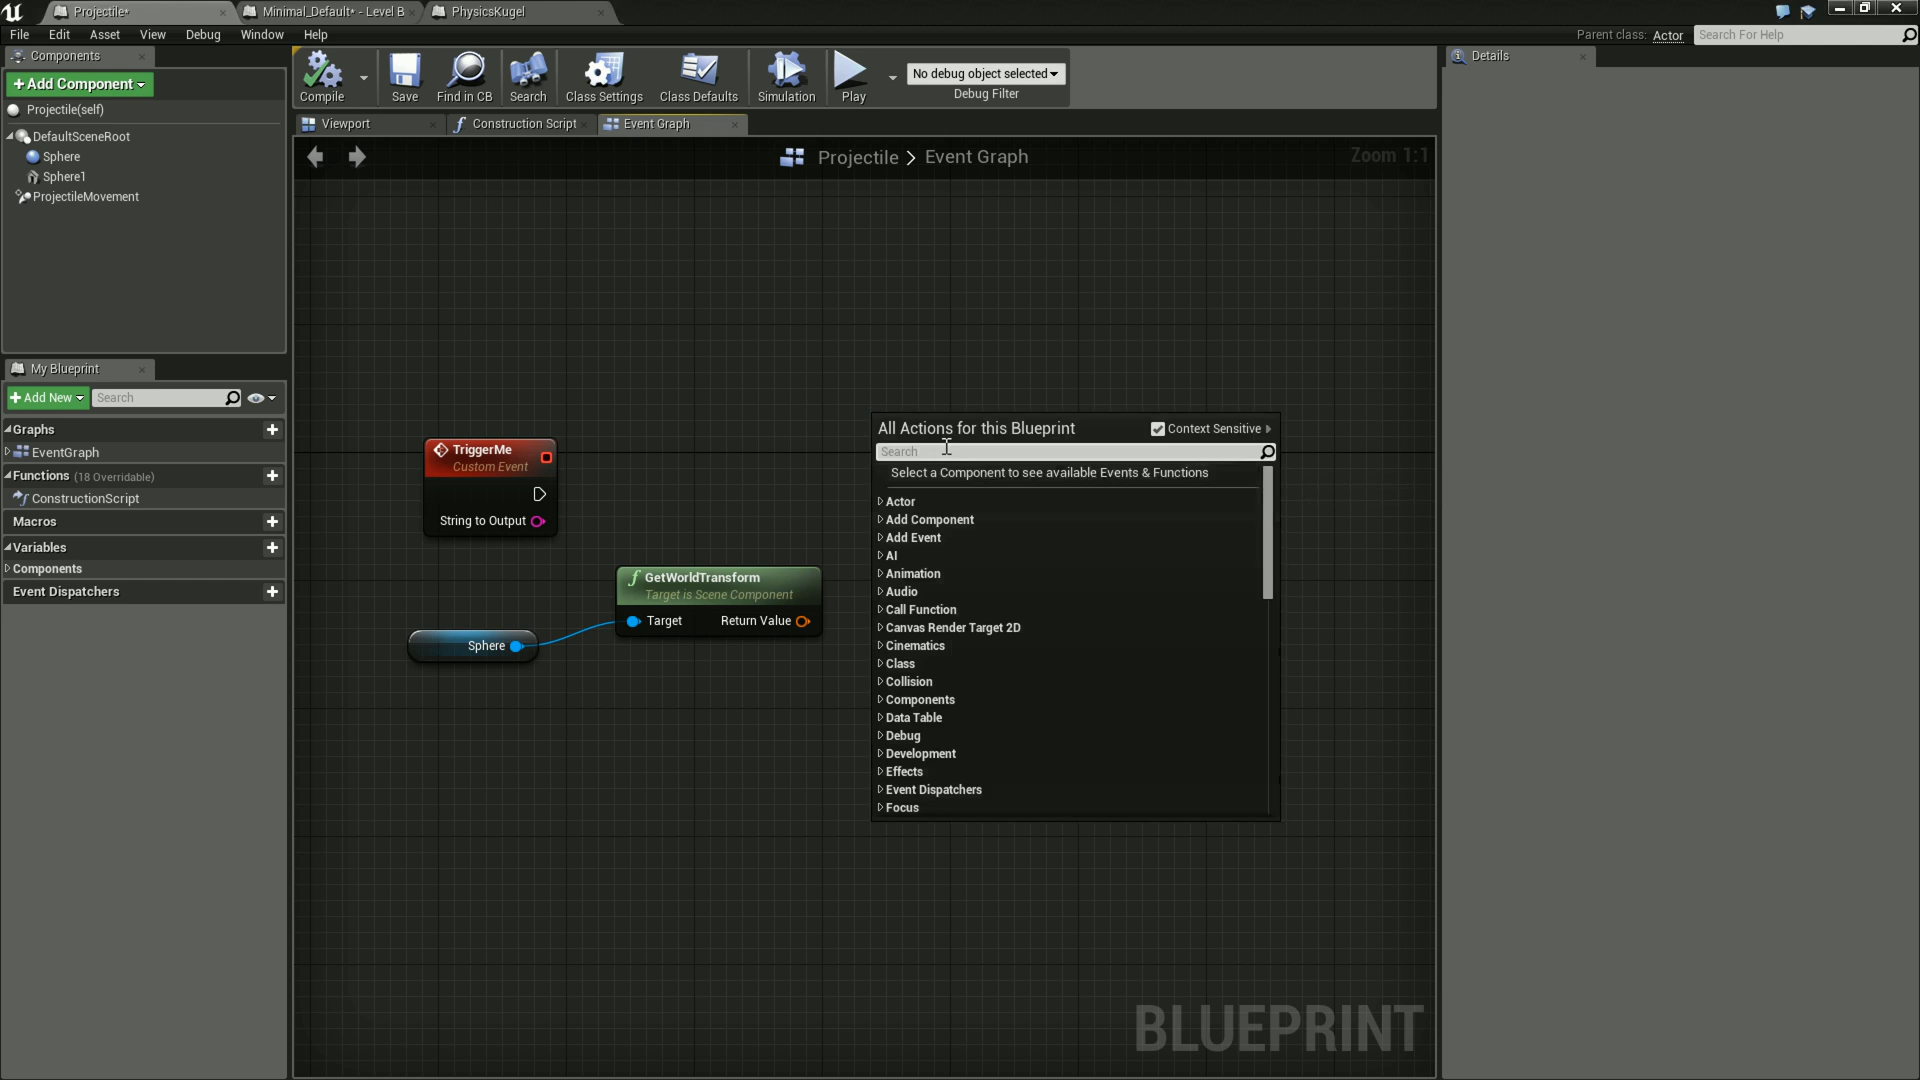 Projectile*
Minimal_Default* - Level B
PhysicsKugel
File Edit Asset View Debug Window Help
Parent class: Actor
Search For Help
Components
+Add Component
Projectile(self)
DefaultSceneRoot
Sphere
Sphere1
ProjectileMovement
Compile
Save
Find in CB
Search
Class Settings
Class Defaults
Simulation
Play
No debug object selected
Debug Filter
Details
Viewport
Construction Script
Event Graph
Projectile > Event Graph
Zoom 1:1
My Blueprint
+Add New
Search
Graphs
EventGraph
Functions (18 Overridable)
ConstructionScript
Macros
Variables
Components
Event Dispatchers
TriggerMe
Custom Event
String to Output
GetWorldTransform
Target is Scene Component
Target Return Value
Sphere
All Actions for this Blueprint
Context Sensitive
Search
Select a Component to see available Events & Functions
Actor
Add Component
Add Event
AI
Animation
Audio
Call Function
Canvas Render Target 2D
Cinematics
Class
Collision
Components
Data Table
Debug
Development
Effects
Event Dispatchers
Focus
BLUEPRINT